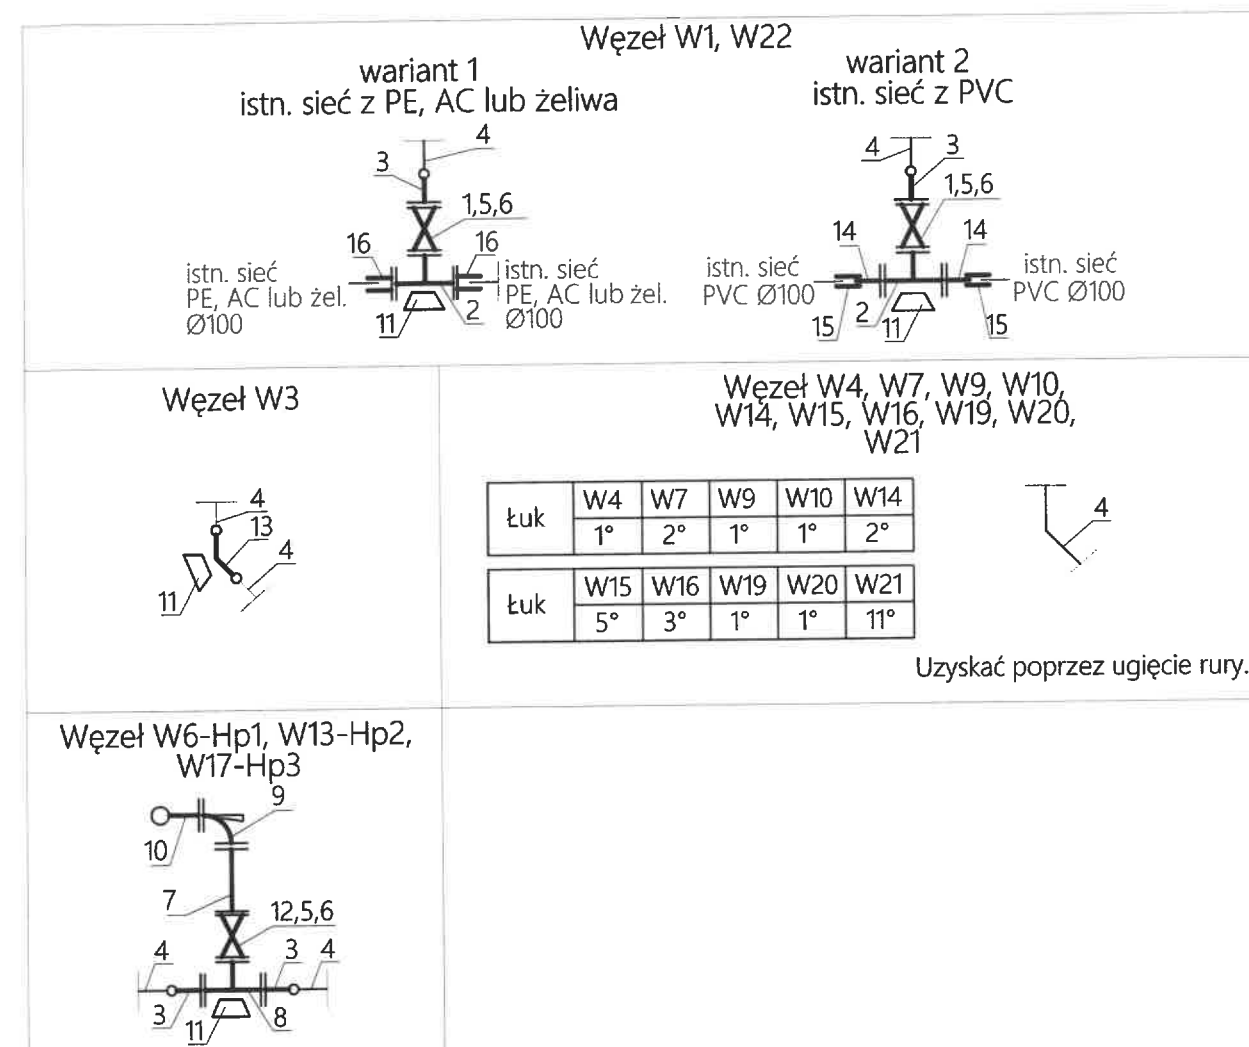 Węzeł W1, W22
wariant 1
istn. sieć z PE, AC lub żeliwa
4
3
1,5,6
16
16
istn. sieć
PE, AC lub żel.
Ø100
istn. sieć
PE, AC lub żel.
Ø100
11
2
wariant 2
istn. sieć z PVC
4
3
1,5,6
14
14
istn. sieć
PVC Ø100
istn. sieć
PVC Ø100
15
2
11
15
Węzeł W3
4
13
4
11
Węzeł W4, W7, W9, W10,
W14, W15, W16, W19, W20,
W21
Łuk W4 W7 W9 W10 W14
1° 2° 1° 1° 2°
Łuk W15 W16 W19 W20 W21
5° 3° 1° 1° 11°
4
Uzyskać poprzez ugięcie rury.
Węzeł W6-Hp1, W13-Hp2,
W17-Hp3
9
10
7
12,5,6
4
3
4
3
11
8